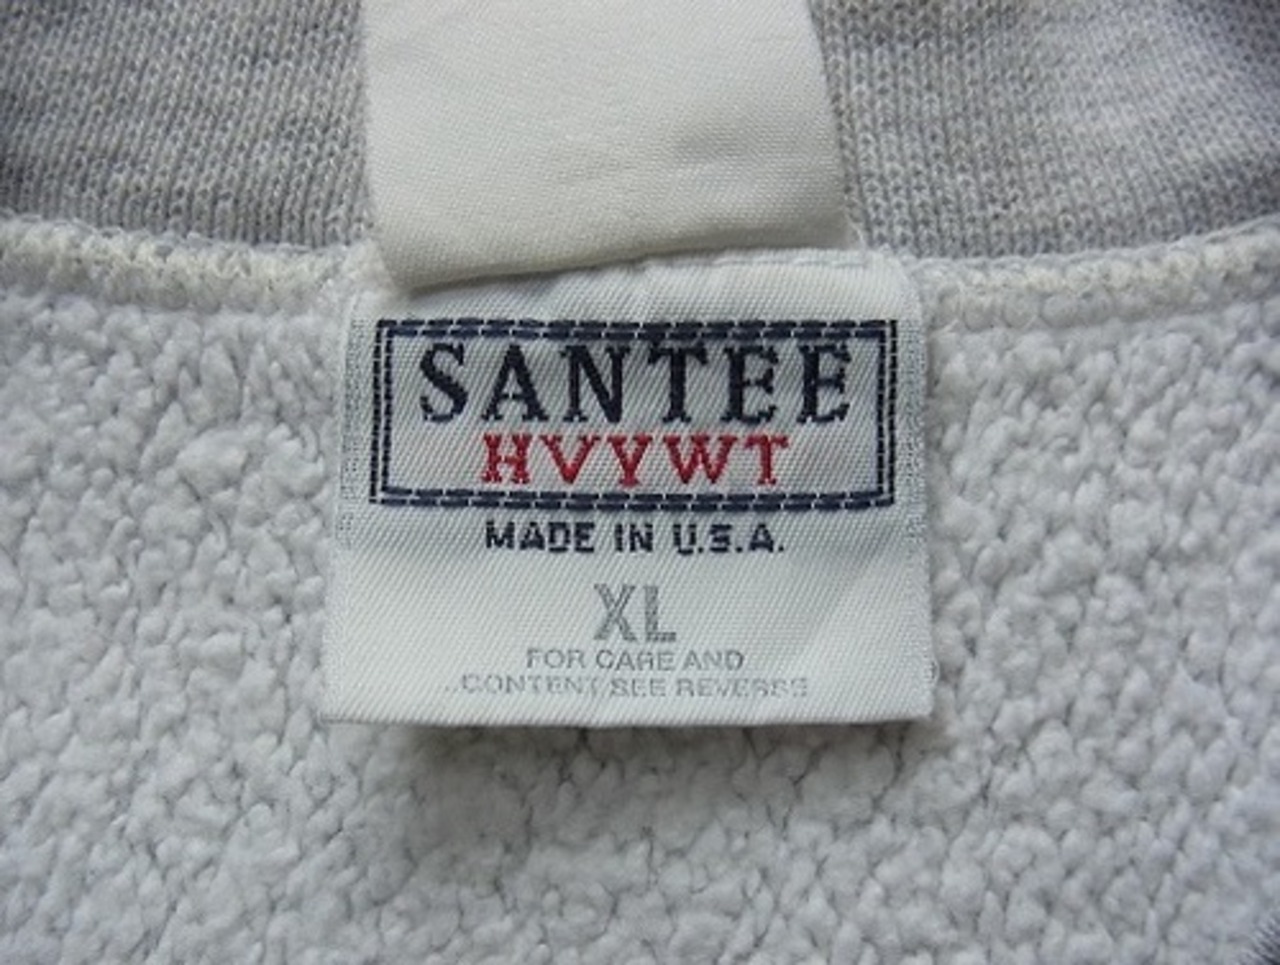 SANTEE
HVYWT
MADE IN U.S.A.
XL
FOR CARE AND
CONTENT SEE REVERSE